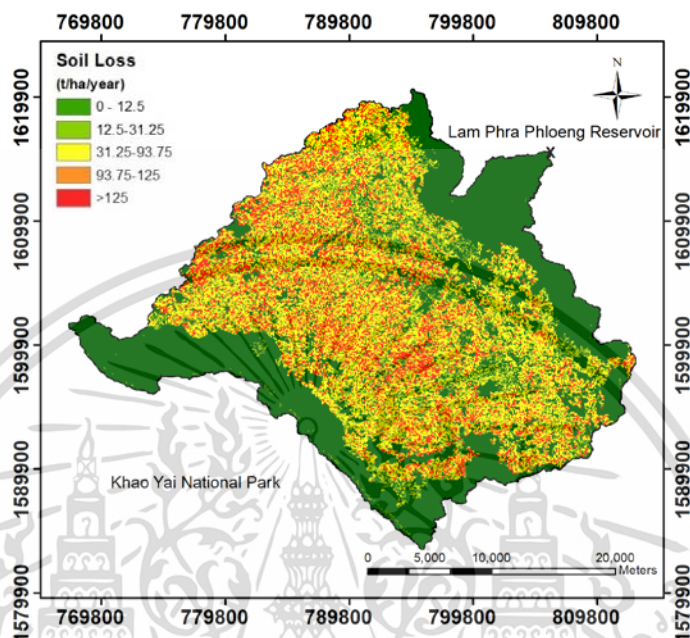 769800 779800 789800 799800 809800
Soil Loss
(t/ha/year)
0 - 12.5
12.5-31.25
31.25-93.75
93.75-125
>125
N
Lam Phra Phloeng Reservoir
x
1619900
1609900
1599900
1589900
1579900
1619900
1609900
1599900
1589900
1579900
Khao Yai National Park
0 5,000 10,000 20,000
Meters
769800 779800 789800 799800 809800